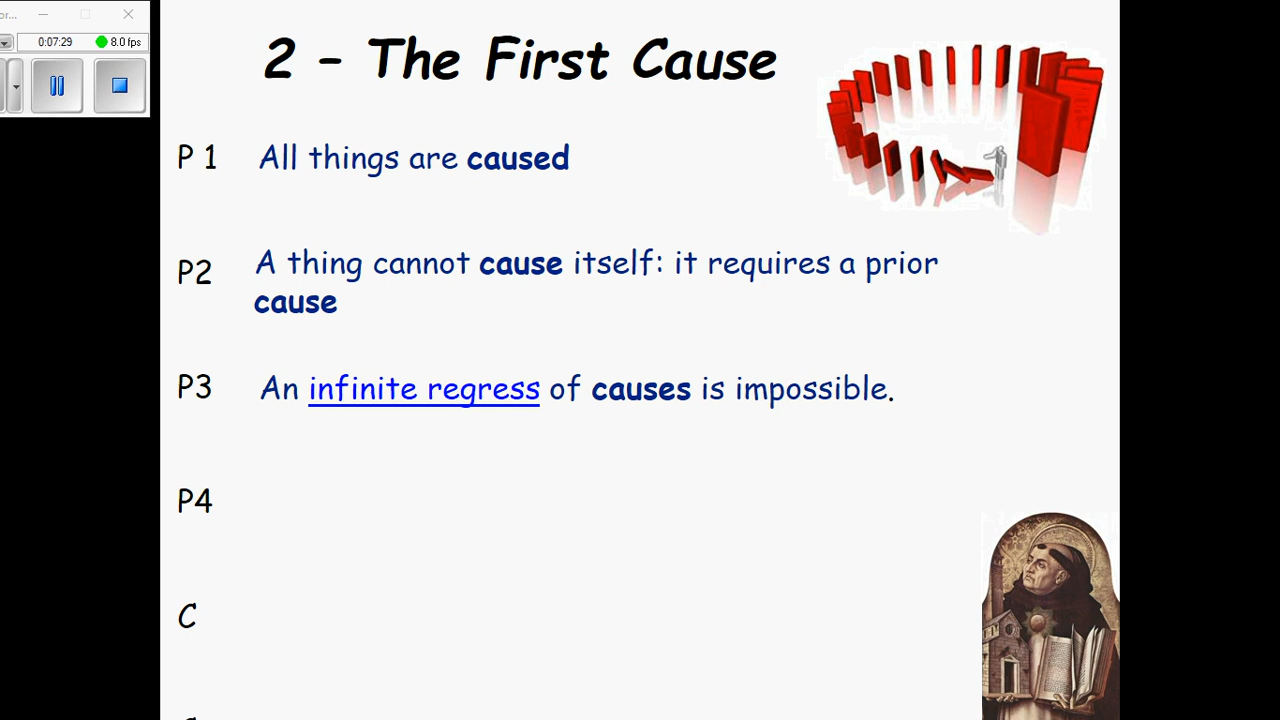 or...
0:07:29 8.0 fps
2 – The First Cause
P 1 All things are caused
P2 A thing cannot cause itself: it requires a prior
cause
P3 An infinite regress of causes is impossible.
P4
C